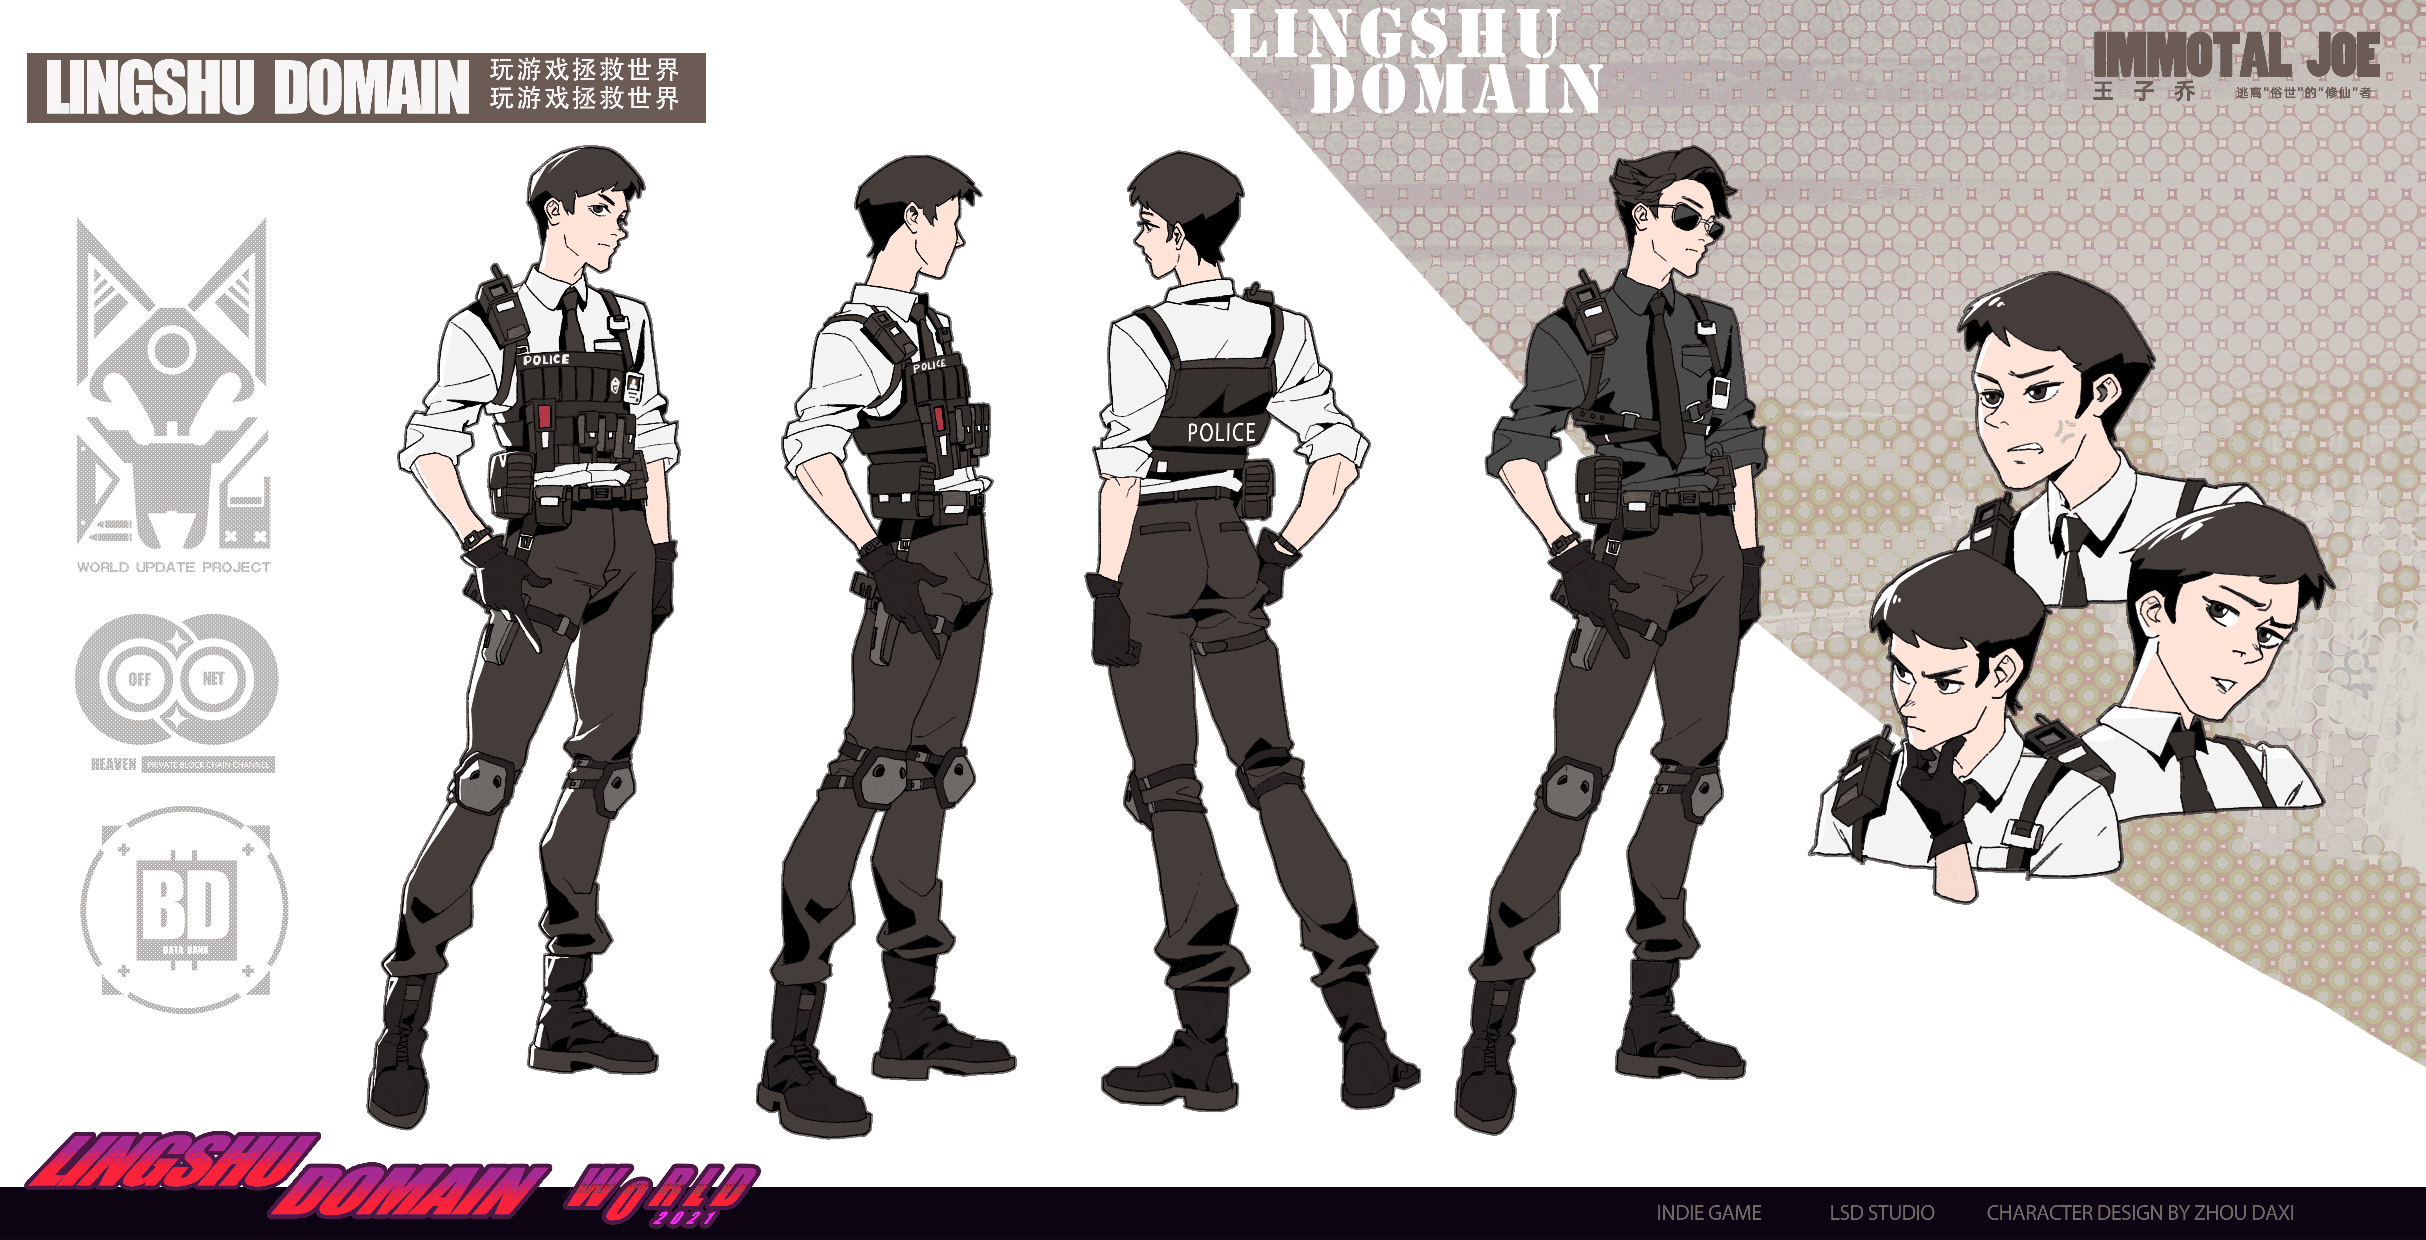 LINGSHU DOMAIN
玩游戏拯救世界
玩游戏拯救世界
LINGSHU
DOMAIN
IMMOTAL JOE
王子乔
逃离“俗世”的“修仙”者
WORLD UPDATE PROJECT
OFF
NET
HEAVEN
PRIVATE BLOCK CHAIN CHANNEL
BD
DATA BANK
POLICE
POLICE
POLICE
LINGSHU
DOMAIN
WORLD
2021
INDIE GAME
LSD STUDIO
CHARACTER DESIGN BY ZHOU DAXI